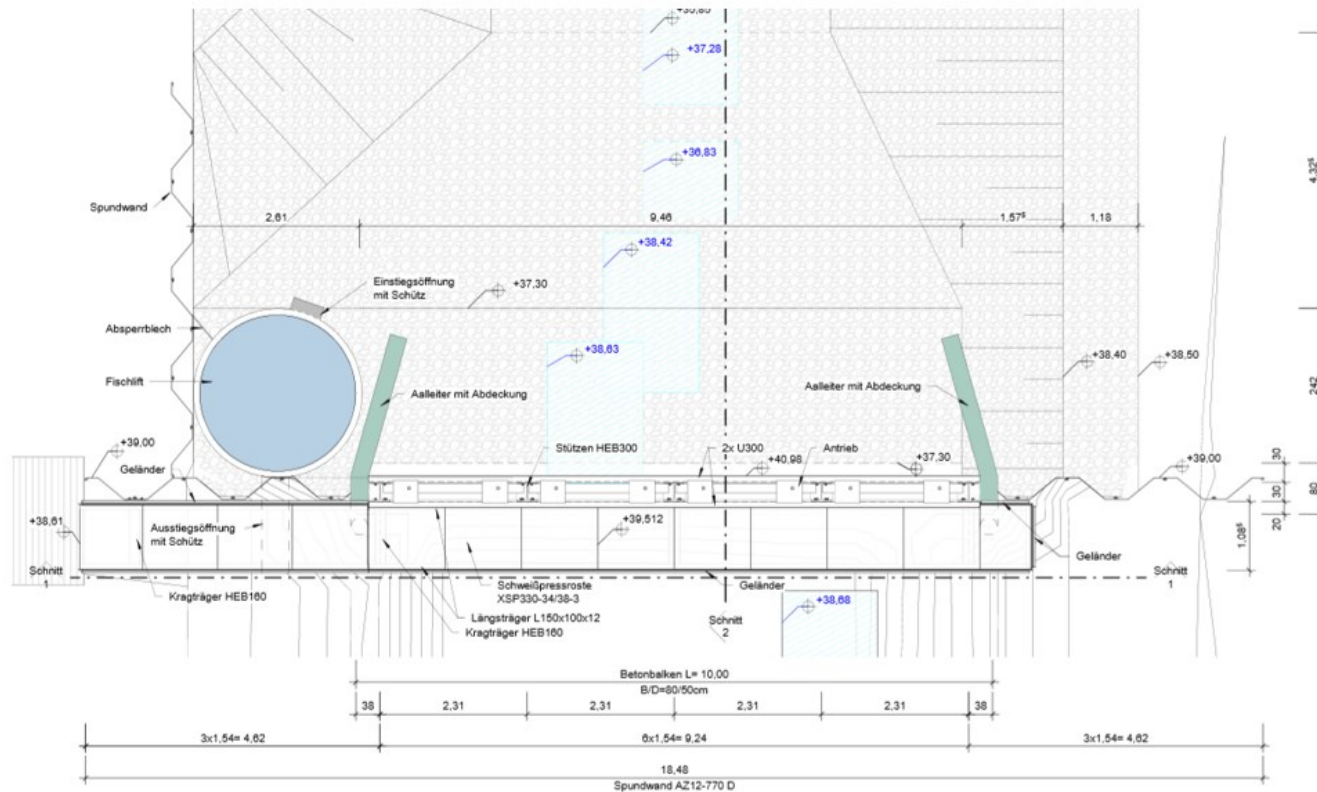 +35,85
+37,28
+36,83
4,32⁵
Spundwand
2,61
9,46
1,57⁵
1,18
+38,42
Einstiegsöffnung
mit Schütz
+37,30
Absperrblech
+38,63
+38,40
+38,50
Fischlift
Aalleiter mit Abdeckung
Aalleiter mit Abdeckung
242
+39,00
Stützen HEB300
2x U300
Antrieb
+39,00
Geländer
+40,98
+37,30
30
80
30
20
+38,61
Ausstiegsöffnung
mit Schütz
+39,512
1,08⁵
Geländer
Schnitt
1
Schnitt
1
Kragträger HEB160
Schweißpressroste
XSP330-34/38-3
Geländer
Längsträger L150x100x12
Kragträger HEB160
+38,68
Schnitt
2
Betonbalken L= 10,00
B/D=80/50cm
38
2,31
2,31
2,31
2,31
38
3x1,54= 4,62
6x1,54= 9,24
3x1,54= 4,62
18,48
Spundwand AZ12-770 D